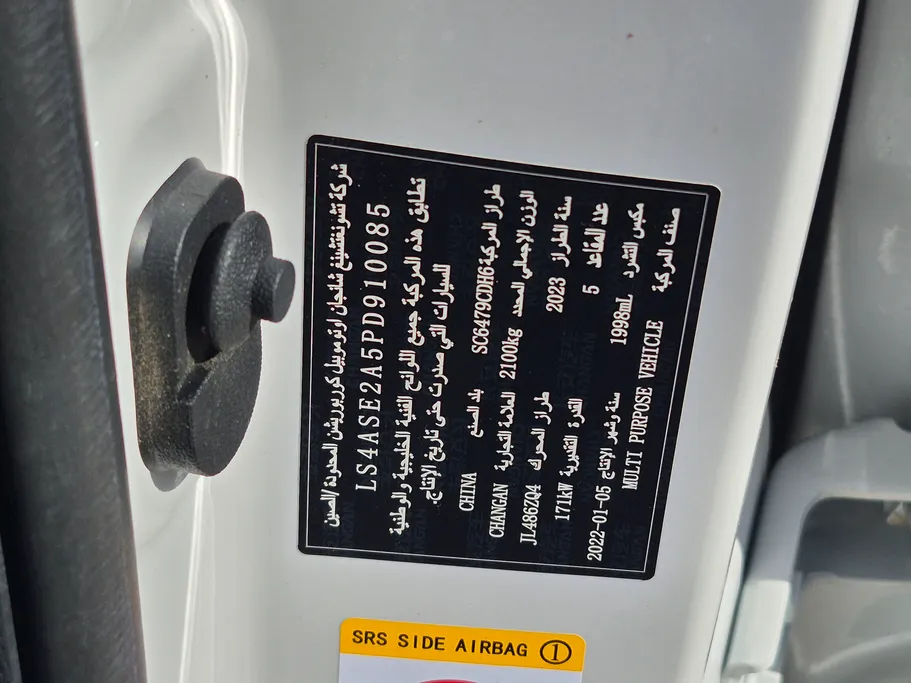 شركة تشونغتشينغ شانجان اوتوموبيل كوربوريشن المحدودة /الصين
LS4ASE2A5PD910085
تطابق هذه المركبة جميع اللوائح الفنية الخليجية والوطنية
للسيارات التي صدرت حتى تاريخ الإنتاج.
طراز المركبة SC6479CDH6 بلد الصنع CHINA
الوزن الإجمالي المحدد 2100kg العلامة التجارية CHANGAN
سنة الطراز 2023 طراز المحرك JL486ZQ4
عدد المقاعد 5 القدرة التقديرية 171kW
مكبس التشرد 1998mL سنة وشهر الإنتاج 2022-01-05
صنف المركبة MULTI PURPOSE VEHICLE
SRS SIDE AIRBAG ①